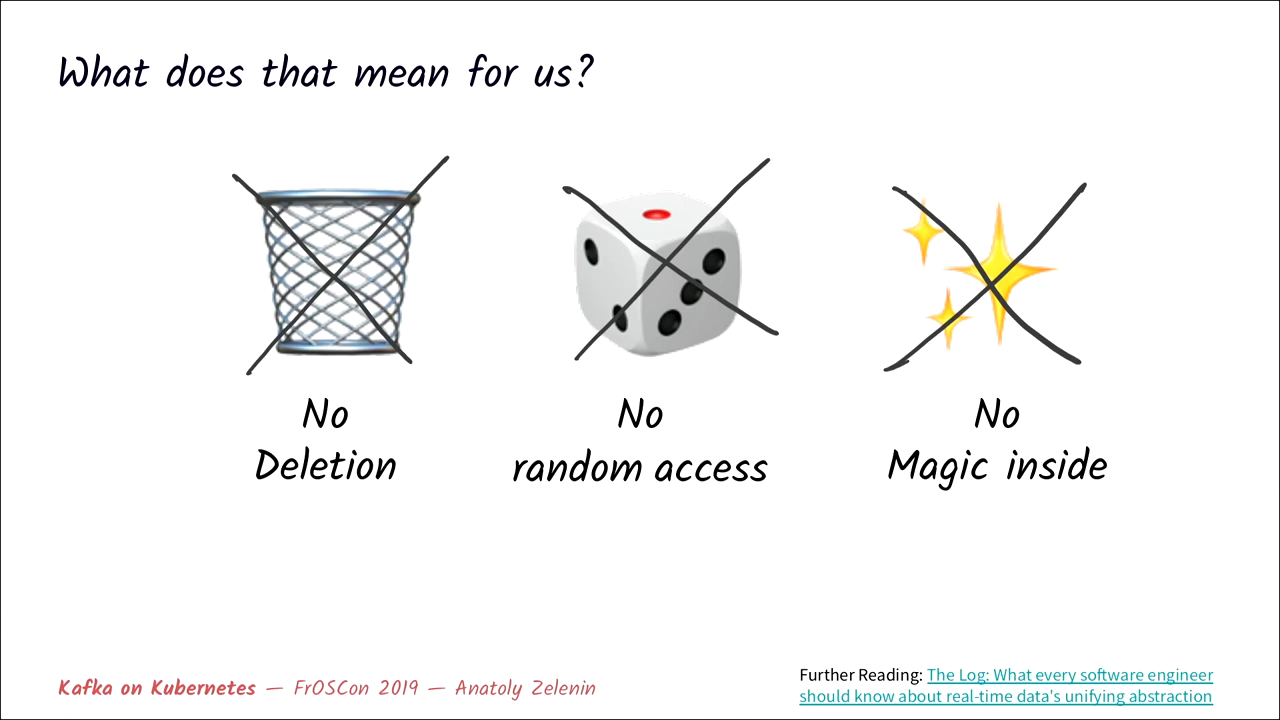 What does that mean for us?
No
Deletion
No
random access
No
Magic inside
Kafka on Kubernetes — FrOSCon 2019 — Anatoly Zelenin
Further Reading: The Log: What every software engineer
should know about real-time data's unifying abstraction